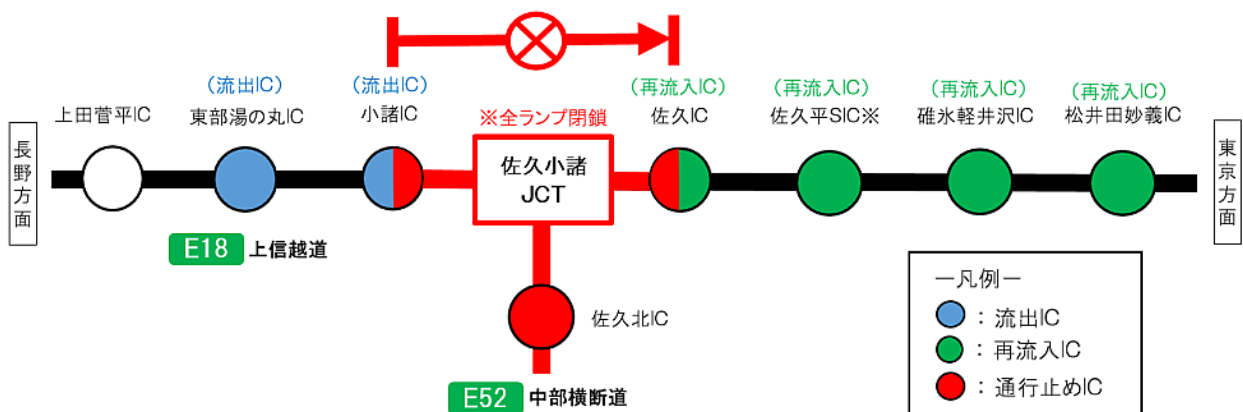 (流出IC)
(流出IC)
(再流入IC)
(再流入IC)
(再流入IC)
(再流入IC)
上田菅平IC
東部湯の丸IC
小諸IC
※全ランプ閉鎖
佐久IC
佐久平SIC※
碓氷軽井沢IC
松井田妙義IC
長野方面
佐久小諸
JCT
東京方面
E18 上信越道
佐久北IC
E52 中部横断道
ー凡例ー
:流出IC
:再流入IC
:通行止めIC